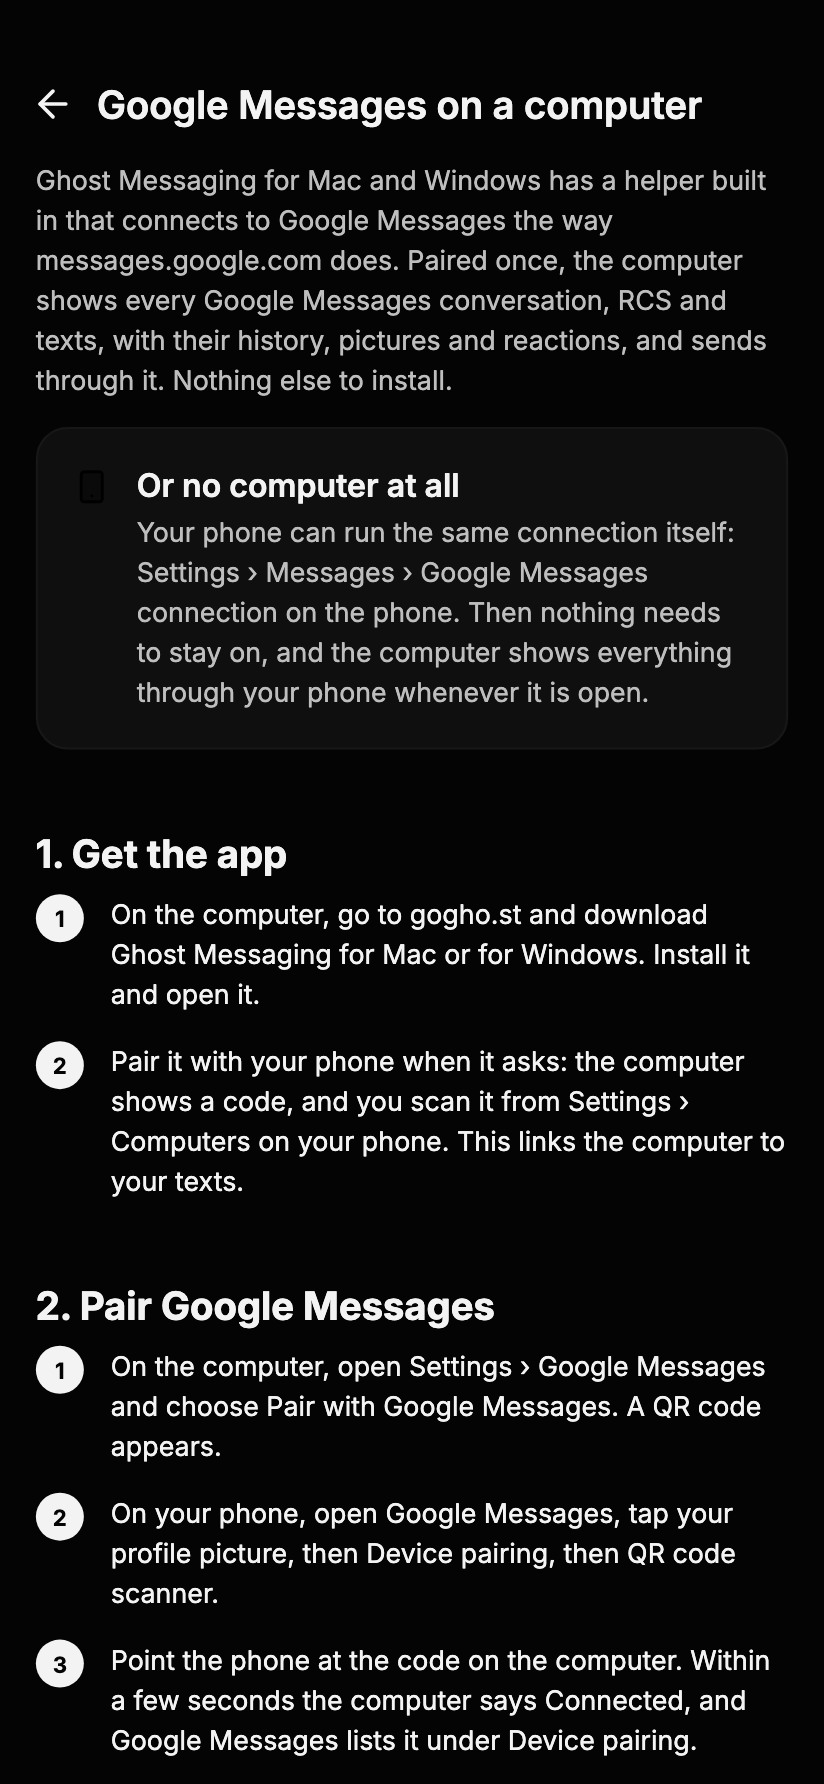 Google Messages on a computer
Ghost Messaging for Mac and Windows has a helper built
in that connects to Google Messages the way
messages.google.com does. Paired once, the computer
shows every Google Messages conversation, RCS and
texts, with their history, pictures and reactions, and sends
through it. Nothing else to install.
Or no computer at all
Your phone can run the same connection itself:
Settings › Messages › Google Messages
connection on the phone. Then nothing needs
to stay on, and the computer shows everything
through your phone whenever it is open.
1. Get the app
1 On the computer, go to gogho.st and download
Ghost Messaging for Mac or for Windows. Install it
and open it.
2 Pair it with your phone when it asks: the computer
shows a code, and you scan it from Settings ›
Computers on your phone. This links the computer to
your texts.
2. Pair Google Messages
1 On the computer, open Settings › Google Messages
and choose Pair with Google Messages. A QR code
appears.
2 On your phone, open Google Messages, tap your
profile picture, then Device pairing, then QR code
scanner.
3 Point the phone at the code on the computer. Within
a few seconds the computer says Connected, and
Google Messages lists it under Device pairing.